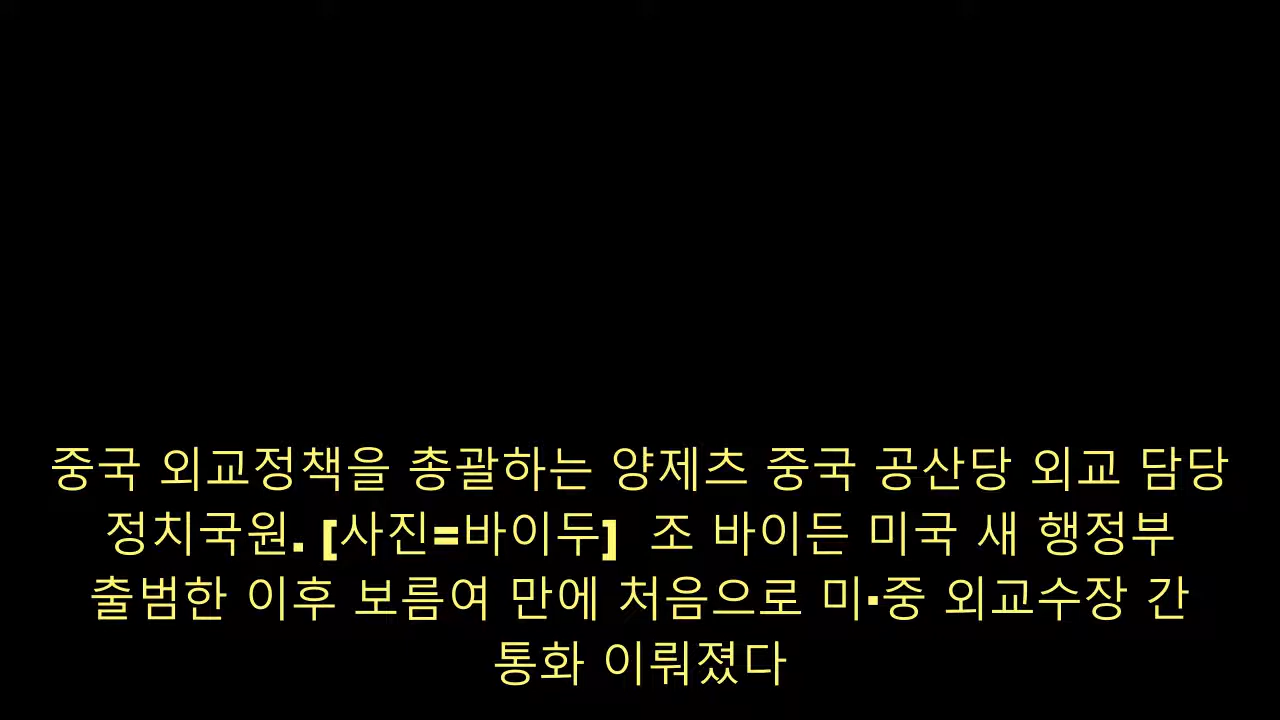 중국 외교정책을 총괄하는 양제츠 중국 공산당 외교 담당
정치국원. [사진=바이두]  조 바이든 미국 새 행정부
출범한 이후 보름여 만에 처음으로 미·중 외교수장 간
통화 이뤄졌다